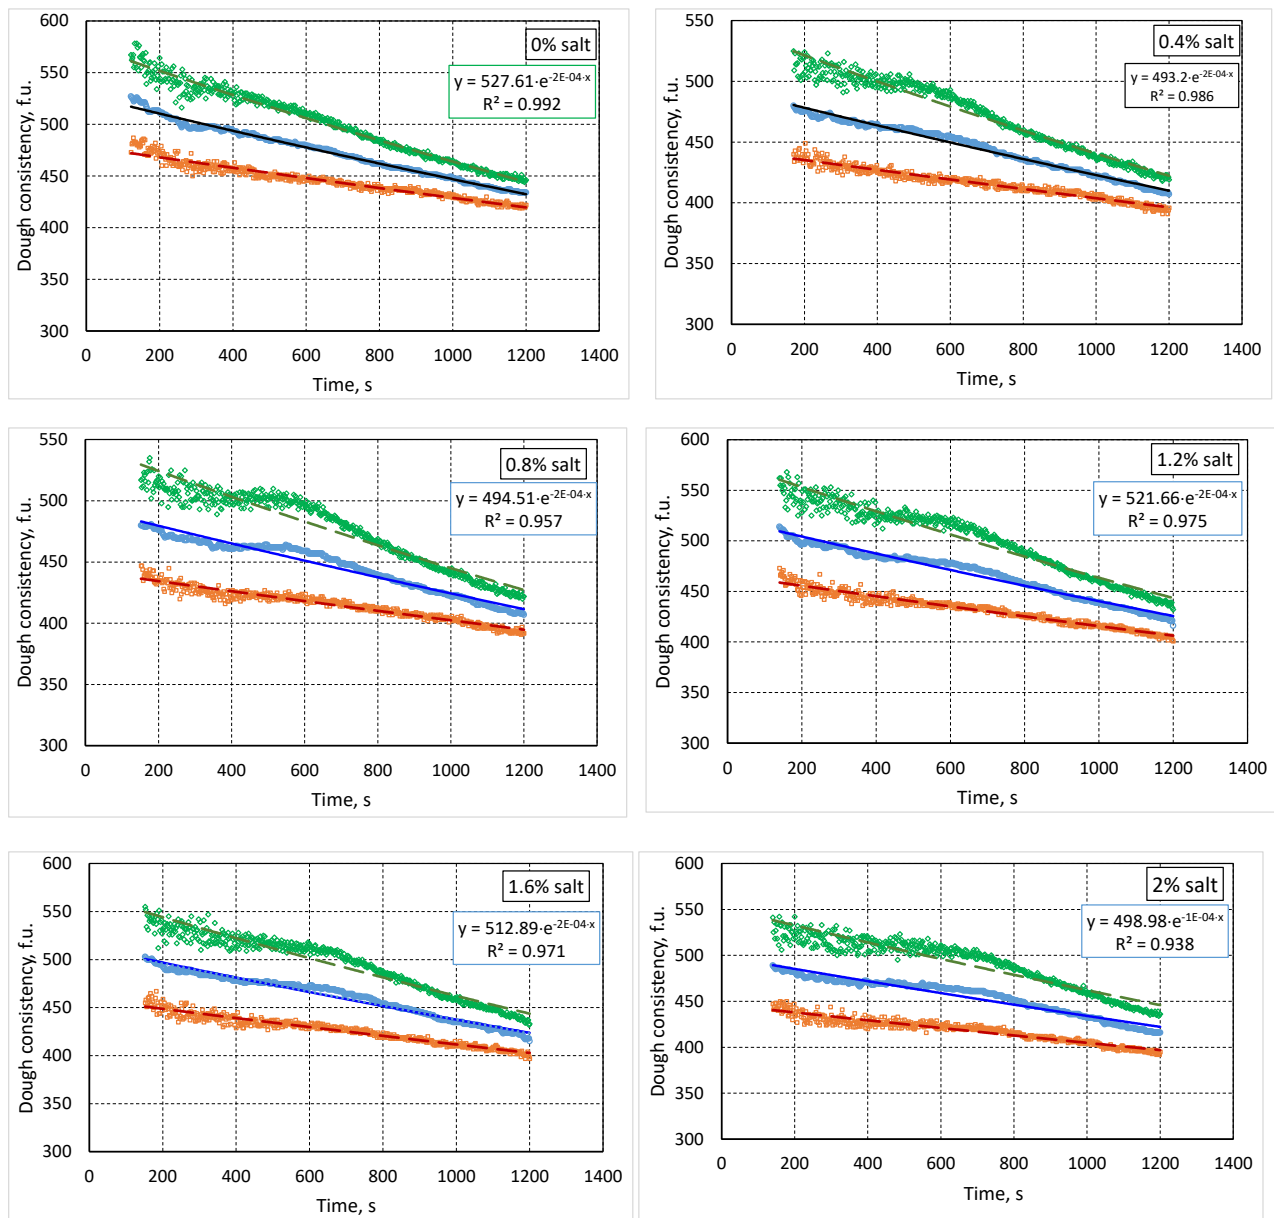 600
550
500
450
400
350
300
Dough consistency, f.u.
0% salt
y = 527.61·e^-2E-04·x
R² = 0.992
0 200 400 600 800 1000 1200 1400
Time, s
550
500
450
400
350
300
Dough consistency, f.u.
0.4% salt
y = 493.2·e^-2E-04·x
R² = 0.986
0 200 400 600 800 1000 1200 1400
Time, s
550
500
450
400
350
300
Dough consistency, f.u.
0.8% salt
y = 494.51·e^-2E-04·x
R² = 0.957
0 200 400 600 800 1000 1200 1400
Time, s
600
550
500
450
400
350
300
Dough consistency, f.u.
1.2% salt
y = 521.66·e^-2E-04·x
R² = 0.975
0 200 400 600 800 1000 1200 1400
Time, s
600
550
500
450
400
350
300
Dough consistency, f.u.
1.6% salt
y = 512.89·e^-2E-04·x
R² = 0.971
0 200 400 600 800 1000 1200 1400
Time, s
600
550
500
450
400
350
300
Dough consistency, f.u.
2% salt
y = 498.98·e^-1E-04·x
R² = 0.938
0 200 400 600 800 1000 1200 1400
Time, s